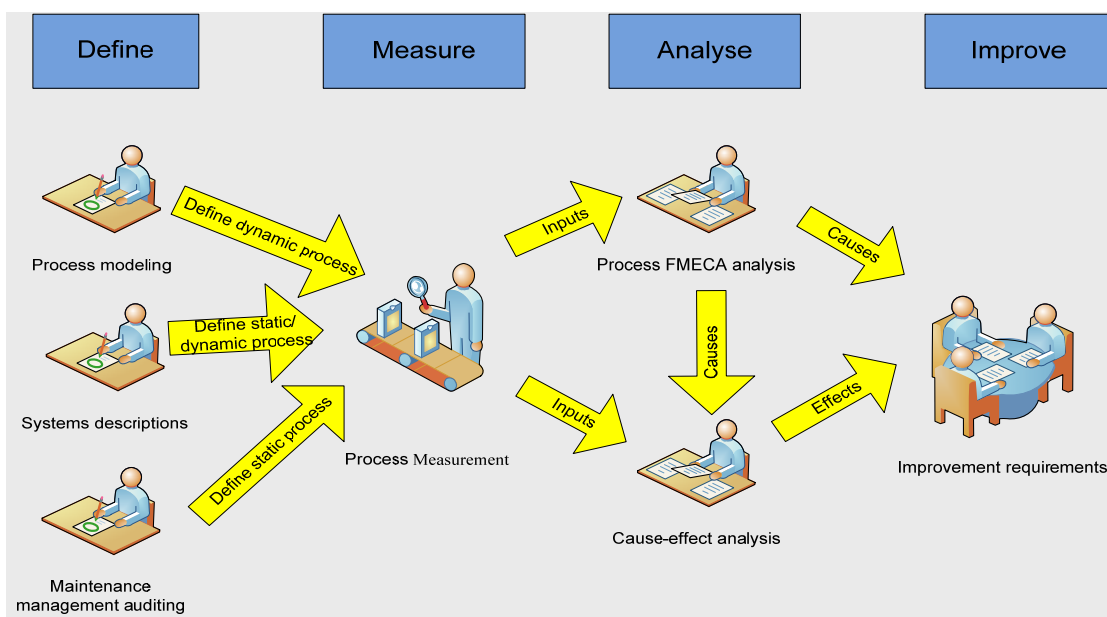 Define
Measure
Analyse
Improve
Process modeling
Define dynamic process
Systems descriptions
Define static/
dynamic process
Maintenance
management auditing
Define static process
Process Measurement
Inputs
Inputs
Process FMECA analysis
Causes
Cause-effect analysis
Causes
Effects
Improvement requirements